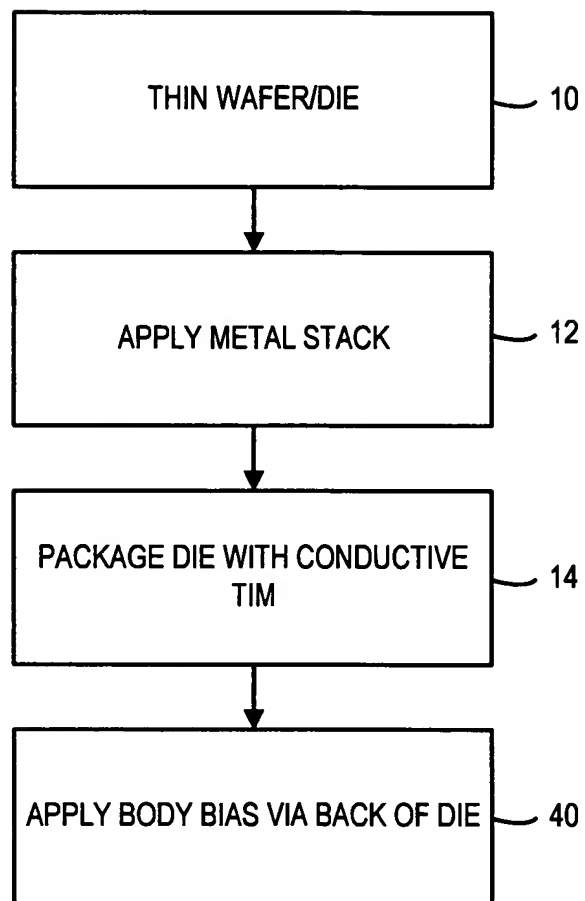 THIN WAFER/DIE
10
APPLY METAL STACK
12
PACKAGE DIE WITH CONDUCTIVE
TIM
14
APPLY BODY BIAS VIA BACK OF DIE
40